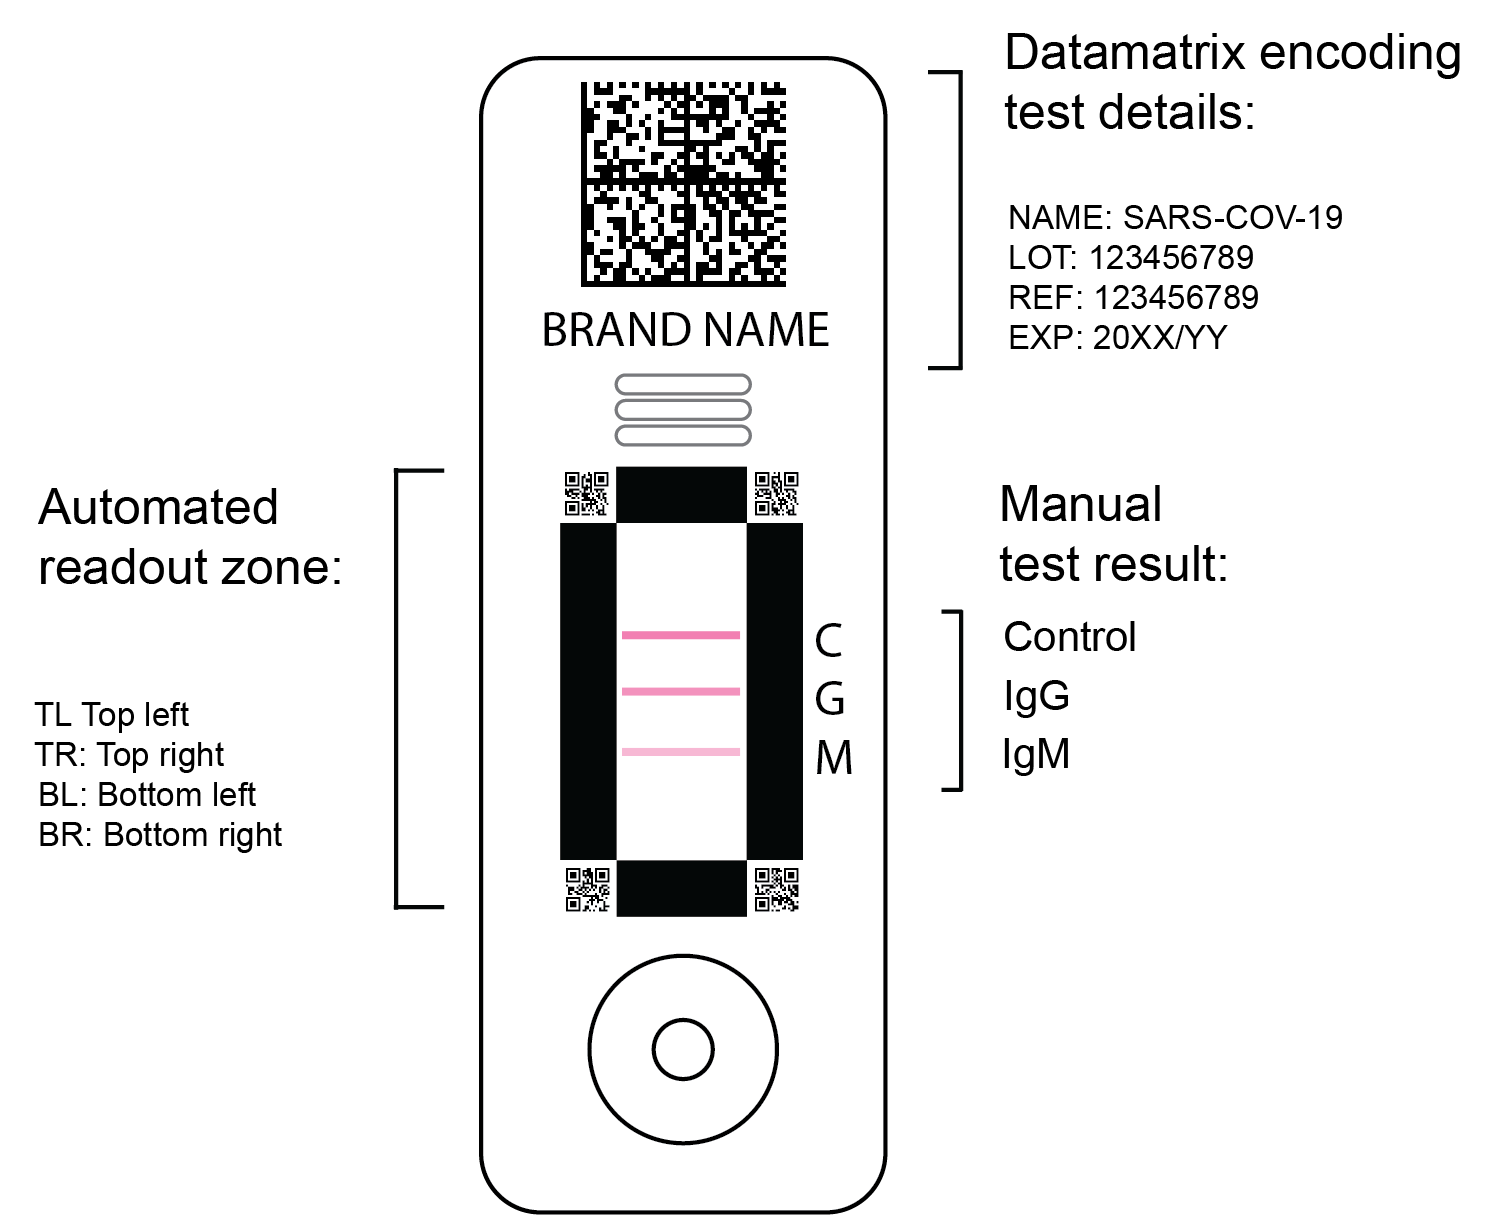 Datamatrix encoding
test details:
NAME: SARS-COV-19
LOT: 123456789
REF: 123456789
EXP: 20XX/YY
BRAND NAME
Automated
readout zone:
TL Top left
TR: Top right
BL: Bottom left
BR: Bottom right
C
G
M
Manual
test result:
Control
IgG
IgM